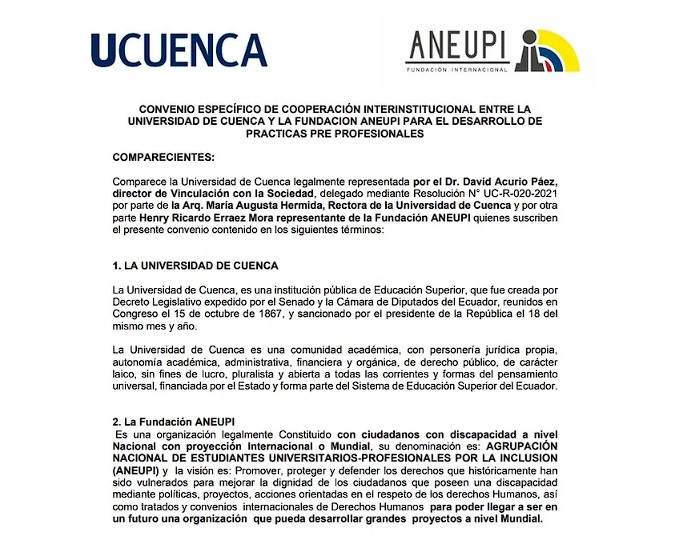 UCUENCA
ANEUPI
FUNDACIÓN INTERNACIONAL
CONVENIO ESPECÍFICO DE COOPERACIÓN INTERINSTITUCIONAL ENTRE LA
UNIVERSIDAD DE CUENCA Y LA FUNDACION ANEUPI PARA EL DESARROLLO DE
PRACTICAS PRE PROFESIONALES
COMPARECIENTES:
Comparece la Universidad de Cuenca legalmente representada por el Dr. David Acurio Páez,
director de Vinculación con la Sociedad, delegado mediante Resolución N° UC-R-020-2021
por parte de la Arq. María Augusta Hermida, Rectora de la Universidad de Cuenca y por otra
parte Henry Ricardo Erraez Mora representante de la Fundación ANEUPI quienes suscriben
el presente convenio contenido en los siguientes términos:
1. LA UNIVERSIDAD DE CUENCA
La Universidad de Cuenca, es una institución pública de Educación Superior, que fue creada por
Decreto Legislativo expedido por el Senado y la Cámara de Diputados del Ecuador, reunidos en
Congreso el 15 de octubre de 1867, y sancionado por el presidente de la República el 18 del
mismo mes y año.
La Universidad de Cuenca es una comunidad académica, con personería jurídica propia,
autonomía académica, administrativa, financiera y orgánica, de derecho público, de carácter
laico, sin fines de lucro, pluralista y abierta a todas las corrientes y formas del pensamiento
universal, financiada por el Estado y forma parte del Sistema de Educación Superior del Ecuador.
2. La Fundación ANEUPI
Es una organización legalmente Constituido con ciudadanos con discapacidad a nivel
Nacional con proyección Internacional o Mundial, su denominación es: AGRUPACIÓN
NACIONAL DE ESTUDIANTES UNIVERSITARIOS-PROFESIONALES POR LA INCLUSION
(ANEUPI) y la visión es: Promover, proteger y defender los derechos que históricamente han
sido vulnerados para mejorar la dignidad de los ciudadanos que poseen una discapacidad
mediante políticas, proyectos, acciones orientadas en el respeto de los derechos Humanos, así
como tratados y convenios internacionales de Derechos Humanos para poder llegar a ser en
un futuro una organización que pueda desarrollar grandes proyectos a nivel Mundial.